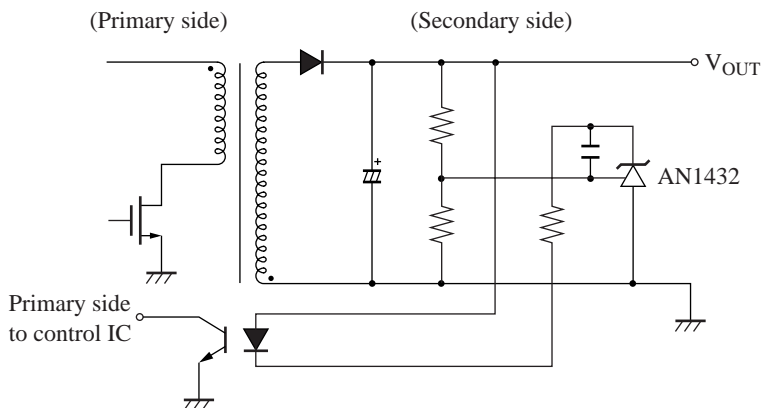 (Primary side)
(Secondary side)
VOUT
+
AN1432
Primary side
to control IC